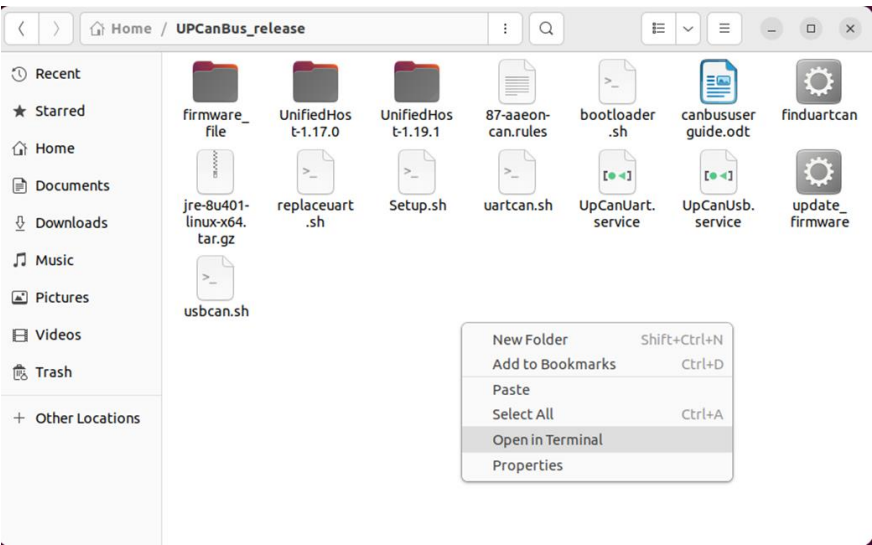 Home / UPCanBus_release
Recent
Starred
Home
Documents
Downloads
Music
Pictures
Videos
Trash
+ Other Locations
firmware_
file
UnifiedHos
t-1.17.0
UnifiedHos
t-1.19.1
87-aaeon-
can.rules
bootloader
.sh
canbususer
guide.odt
finduartcan
jre-8u401-
linux-x64.
tar.gz
replaceuart
.sh
Setup.sh
uartcan.sh
UpCanUart.
service
UpCanUsb.
service
update_
firmware
usbcan.sh
New Folder Shift+Ctrl+N
Add to Bookmarks Ctrl+D
Paste
Select All Ctrl+A
Open in Terminal
Properties